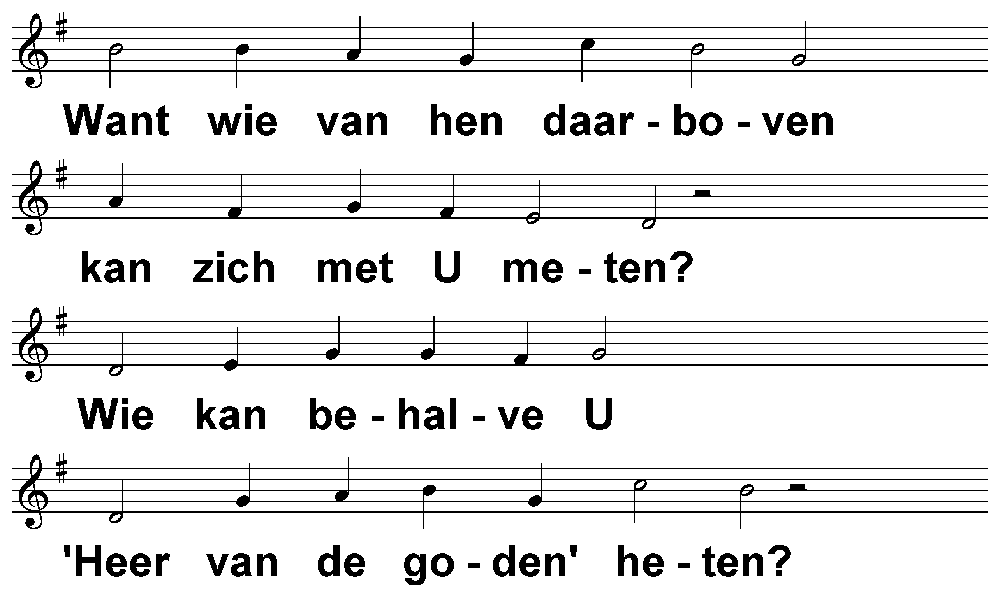 Want wie van hen daar - bo - ven
kan zich met U me - ten?
Wie kan be - hal - ve U
'Heer van de go - den' he - ten?